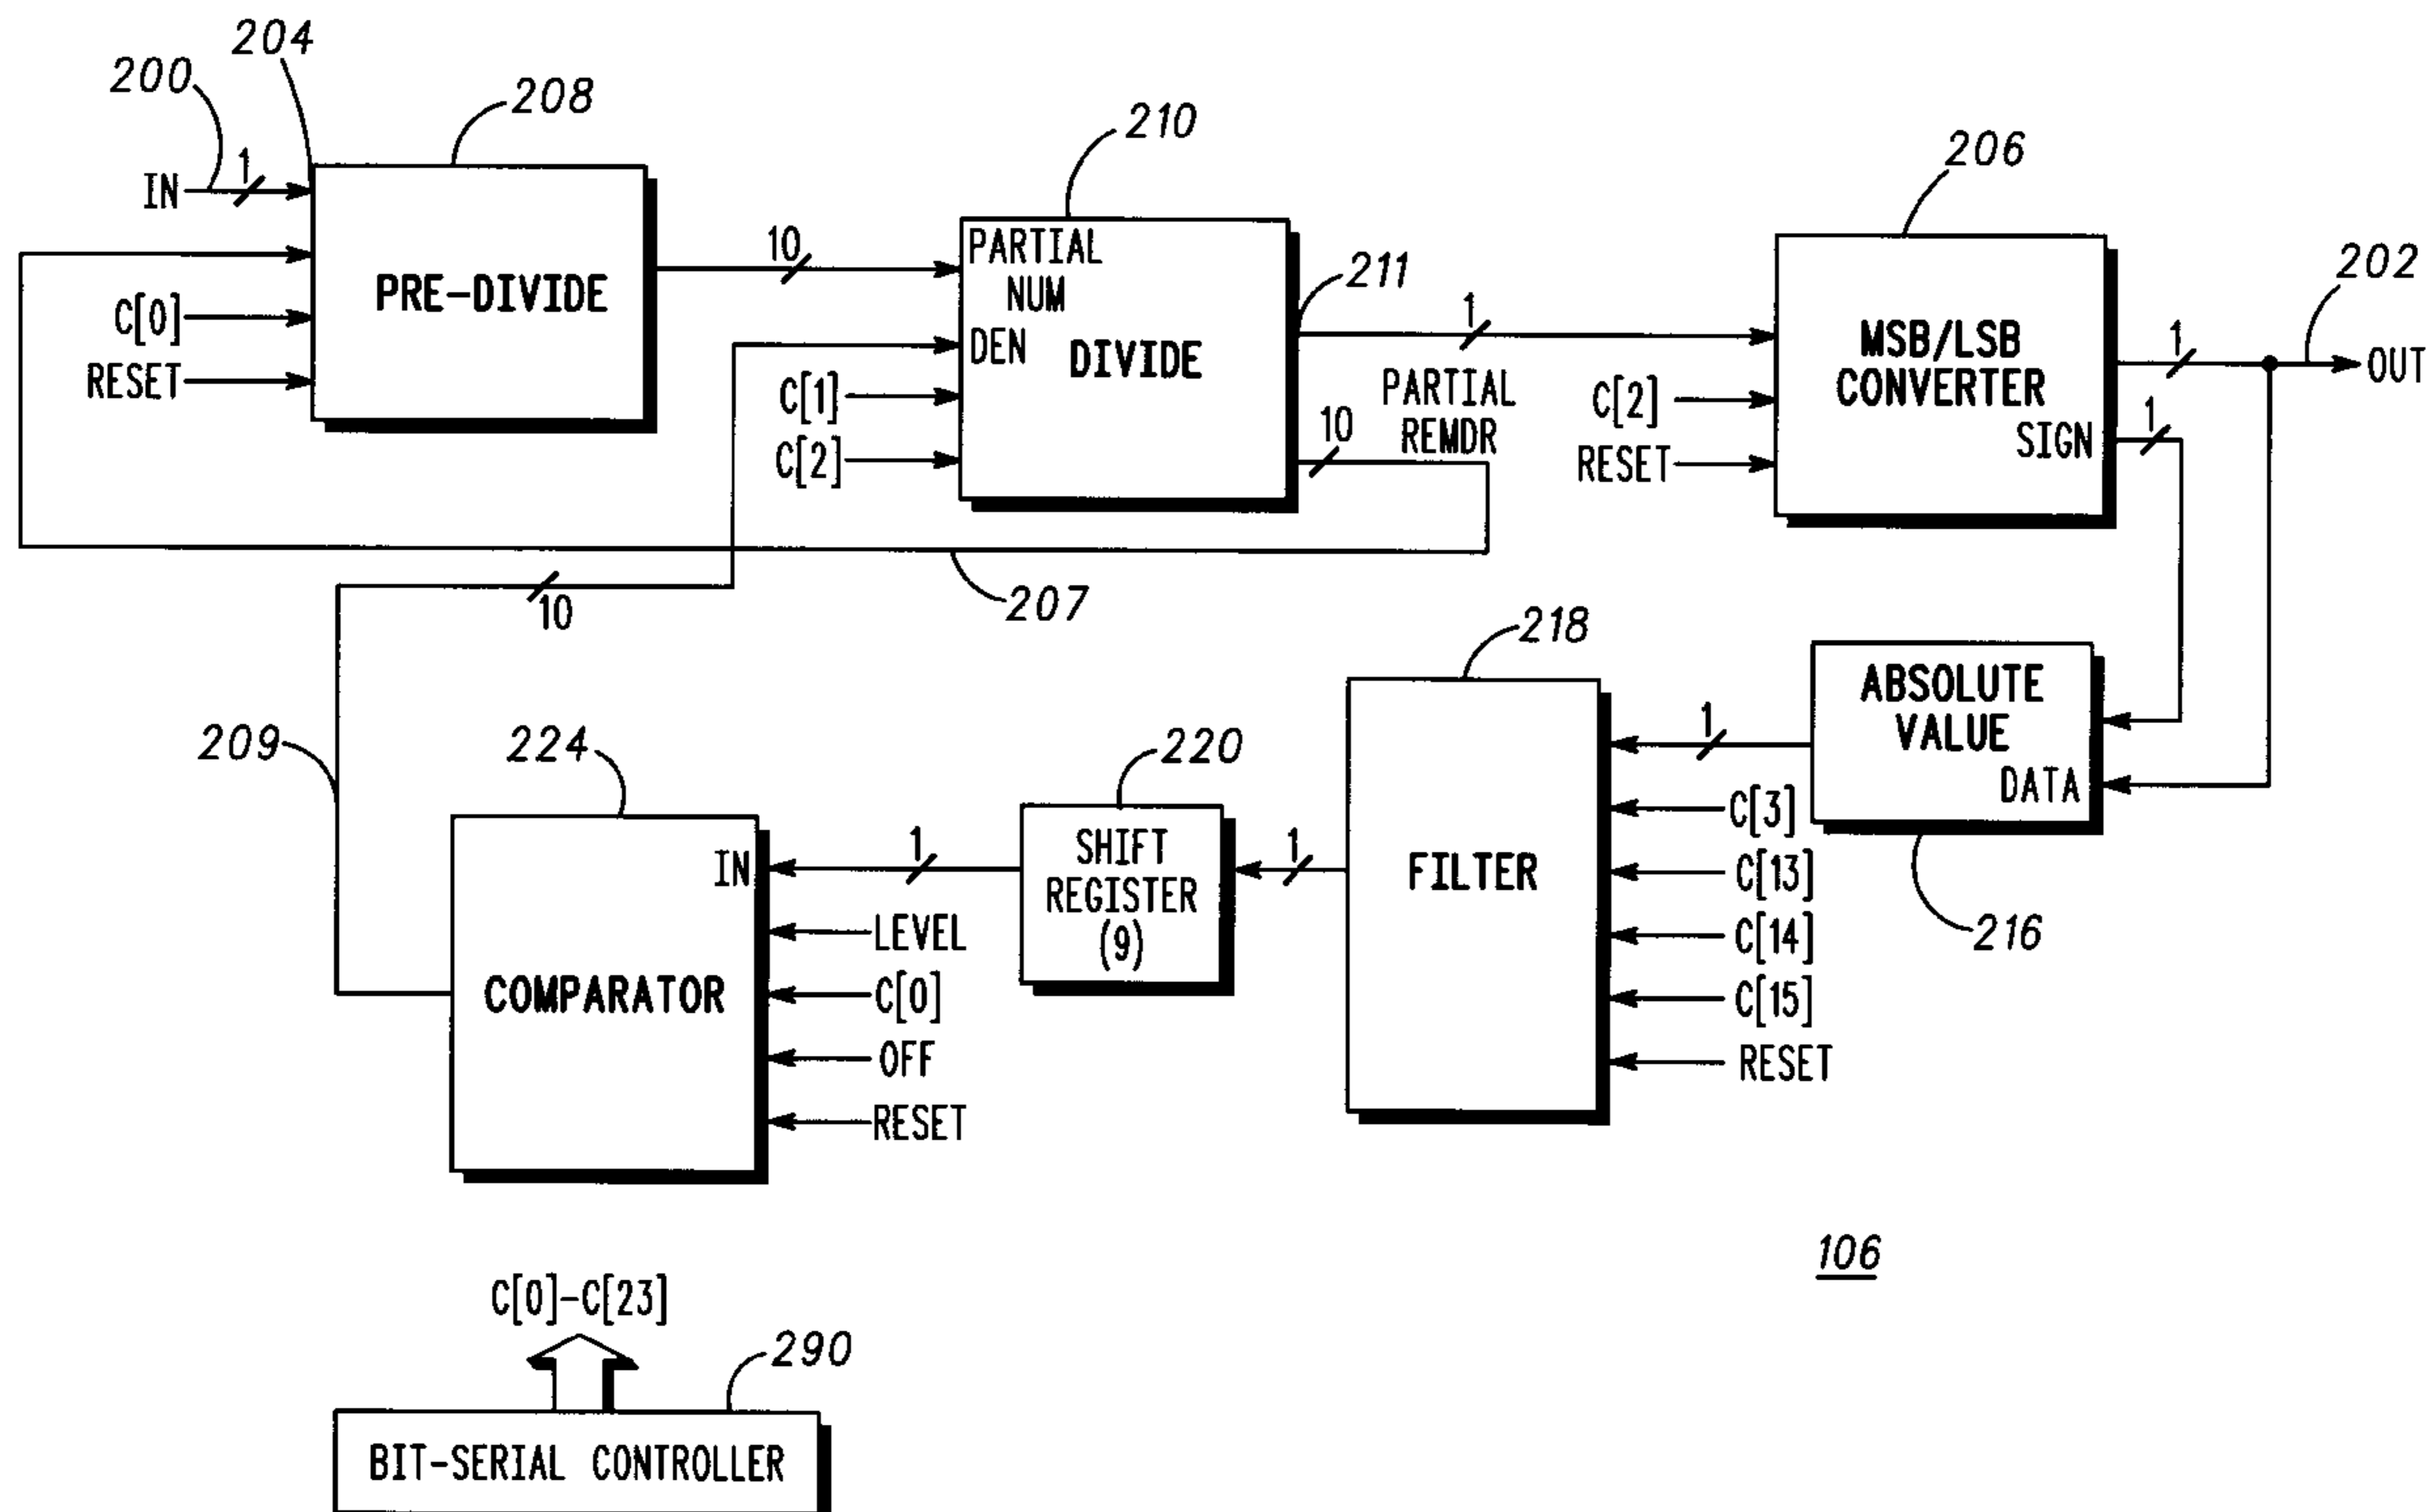 204
200
208
210
206
1
IN
10
PARTIAL
NUM
211
202
C[0]
PRE-DIVIDE
DEN
DIVIDE
1
MSB/LSB
CONVERTER
1
OUT
RESET
C[1]
PARTIAL
REMDR
C[2]
1
C[2]
10
RESET
SIGN
10
207
218
209
224
220
1
ABSOLUTE
VALUE
DATA
IN
1
SHIFT
REGISTER
(9)
1
FILTER
C[3]
C[13]
LEVEL
C[14]
216
COMPARATOR
C[0]
C[15]
OFF
RESET
RESET
106
C[0]-C[23]
290
BIT-SERIAL CONTROLLER